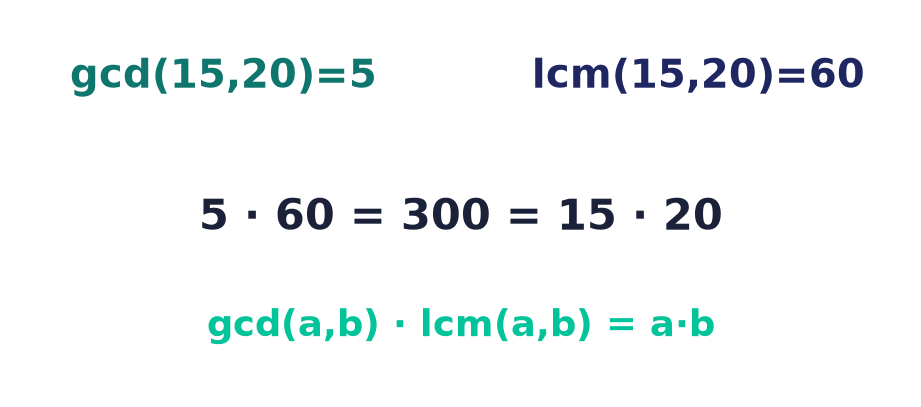 gcd(15,20)=5 lcm(15,20)=60
5 · 60 = 300 = 15 · 20
gcd(a,b) · lcm(a,b) = a·b